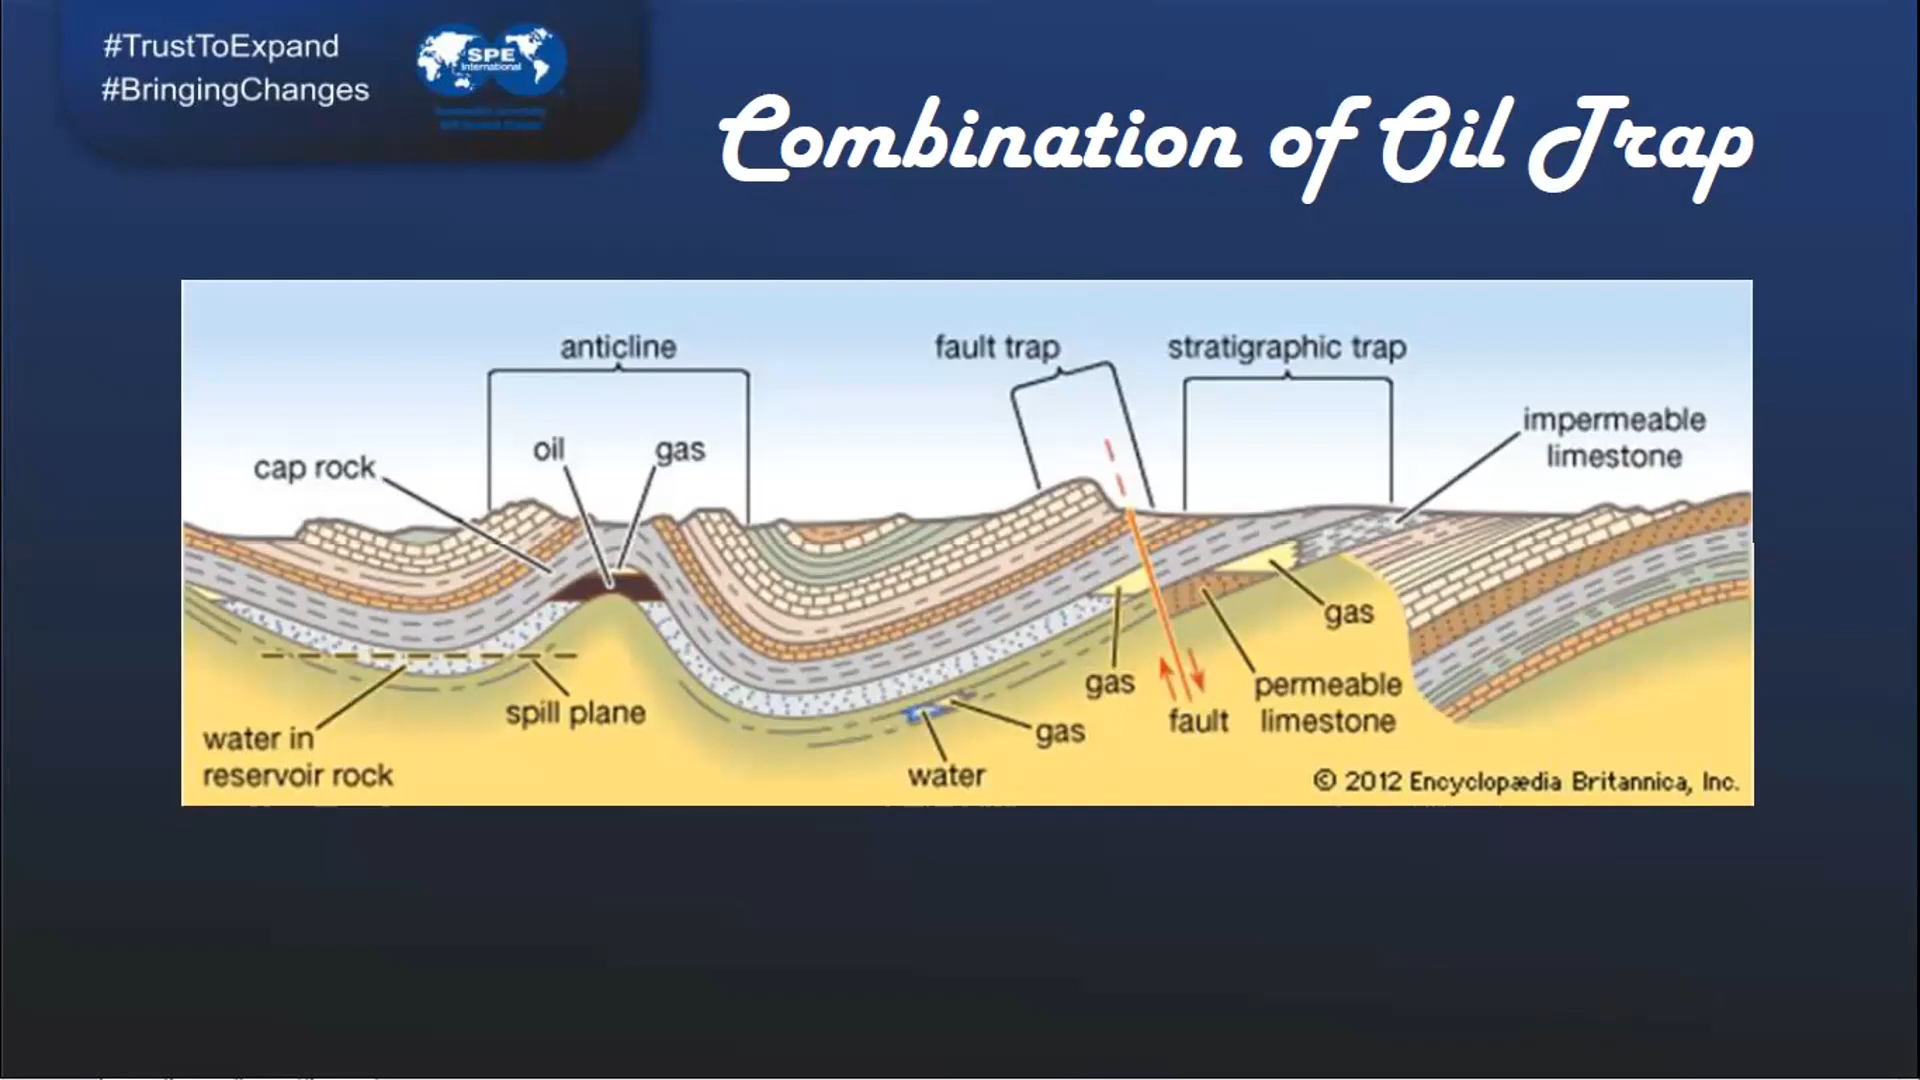 #TrustToExpand
#BringingChanges
SPE
International
Combination of Oil Trap
anticline
fault trap
stratigraphic trap
impermeable
limestone
oil
gas
cap rock
gas
gas
permeable
limestone
fault
spill plane
gas
water in
reservoir rock
water
© 2012 Encyclopædia Britannica, Inc.